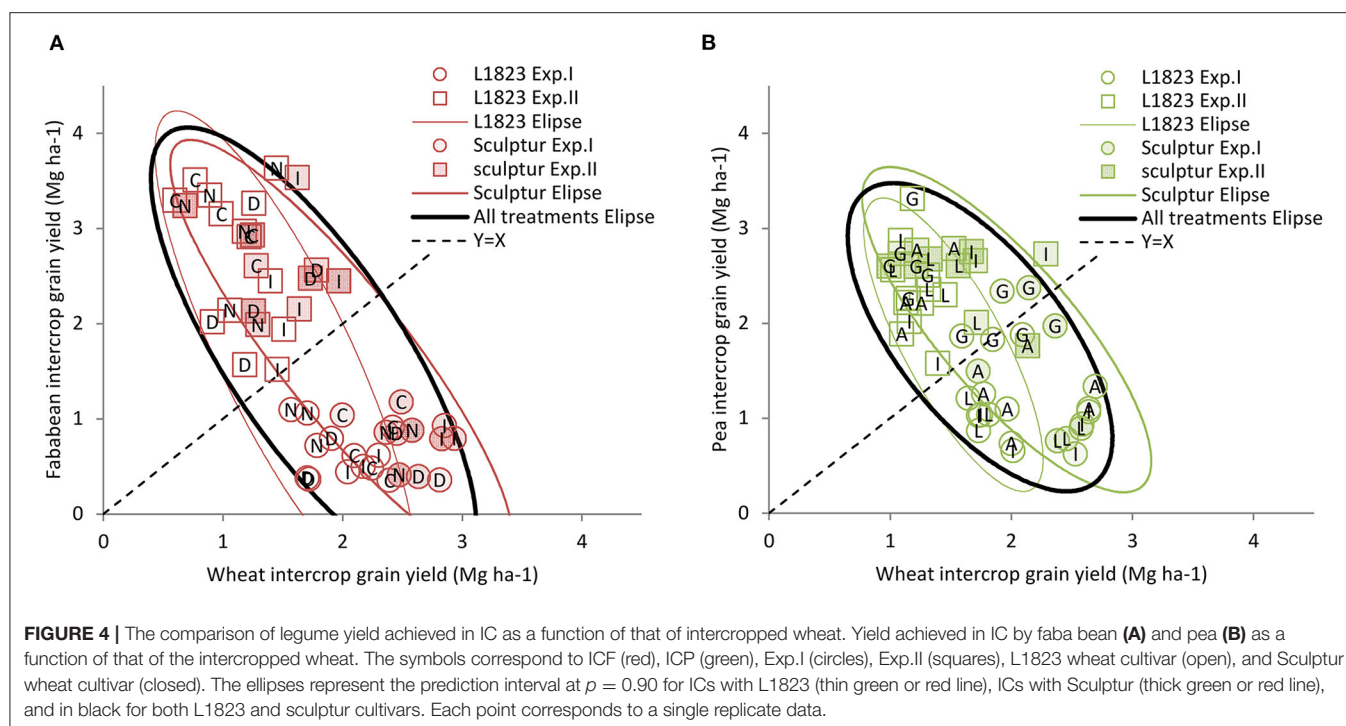 A
L1823 Exp.I
L1823 Exp.II
L1823 Elipse
Sculptur Exp.I
sculptur Exp.II
Sculptur Elipse
All treatments Elipse
Y=X
Fababean intercrop grain yield (Mg ha-1)
4
3
2
1
0
0
1
2
3
4
Wheat intercrop grain yield (Mg ha-1)
B
L1823 Exp.I
L1823 Exp.II
L1823 Elipse
Sculptur Exp.I
sculptur Exp.II
Sculptur Elipse
All treatments Elipse
Y=X
Pea intercrop grain yield (Mg ha-1)
4
3
2
1
0
0
1
2
3
4
Wheat intercrop grain yield (Mg ha-1)
FIGURE 4 | The comparison of legume yield achieved in IC as a function of that of intercropped wheat. Yield achieved in IC by faba bean (A) and pea (B) as a
function of that of the intercropped wheat. The symbols correspond to ICF (red), ICP (green), Exp.I (circles), Exp.II (squares), L1823 wheat cultivar (open), and Sculptur
wheat cultivar (closed). The ellipses represent the prediction interval at p = 0.90 for ICs with L1823 (thin green or red line), ICs with Sculptur (thick green or red line),
and in black for both L1823 and sculptur cultivars. Each point corresponds to a single replicate data.